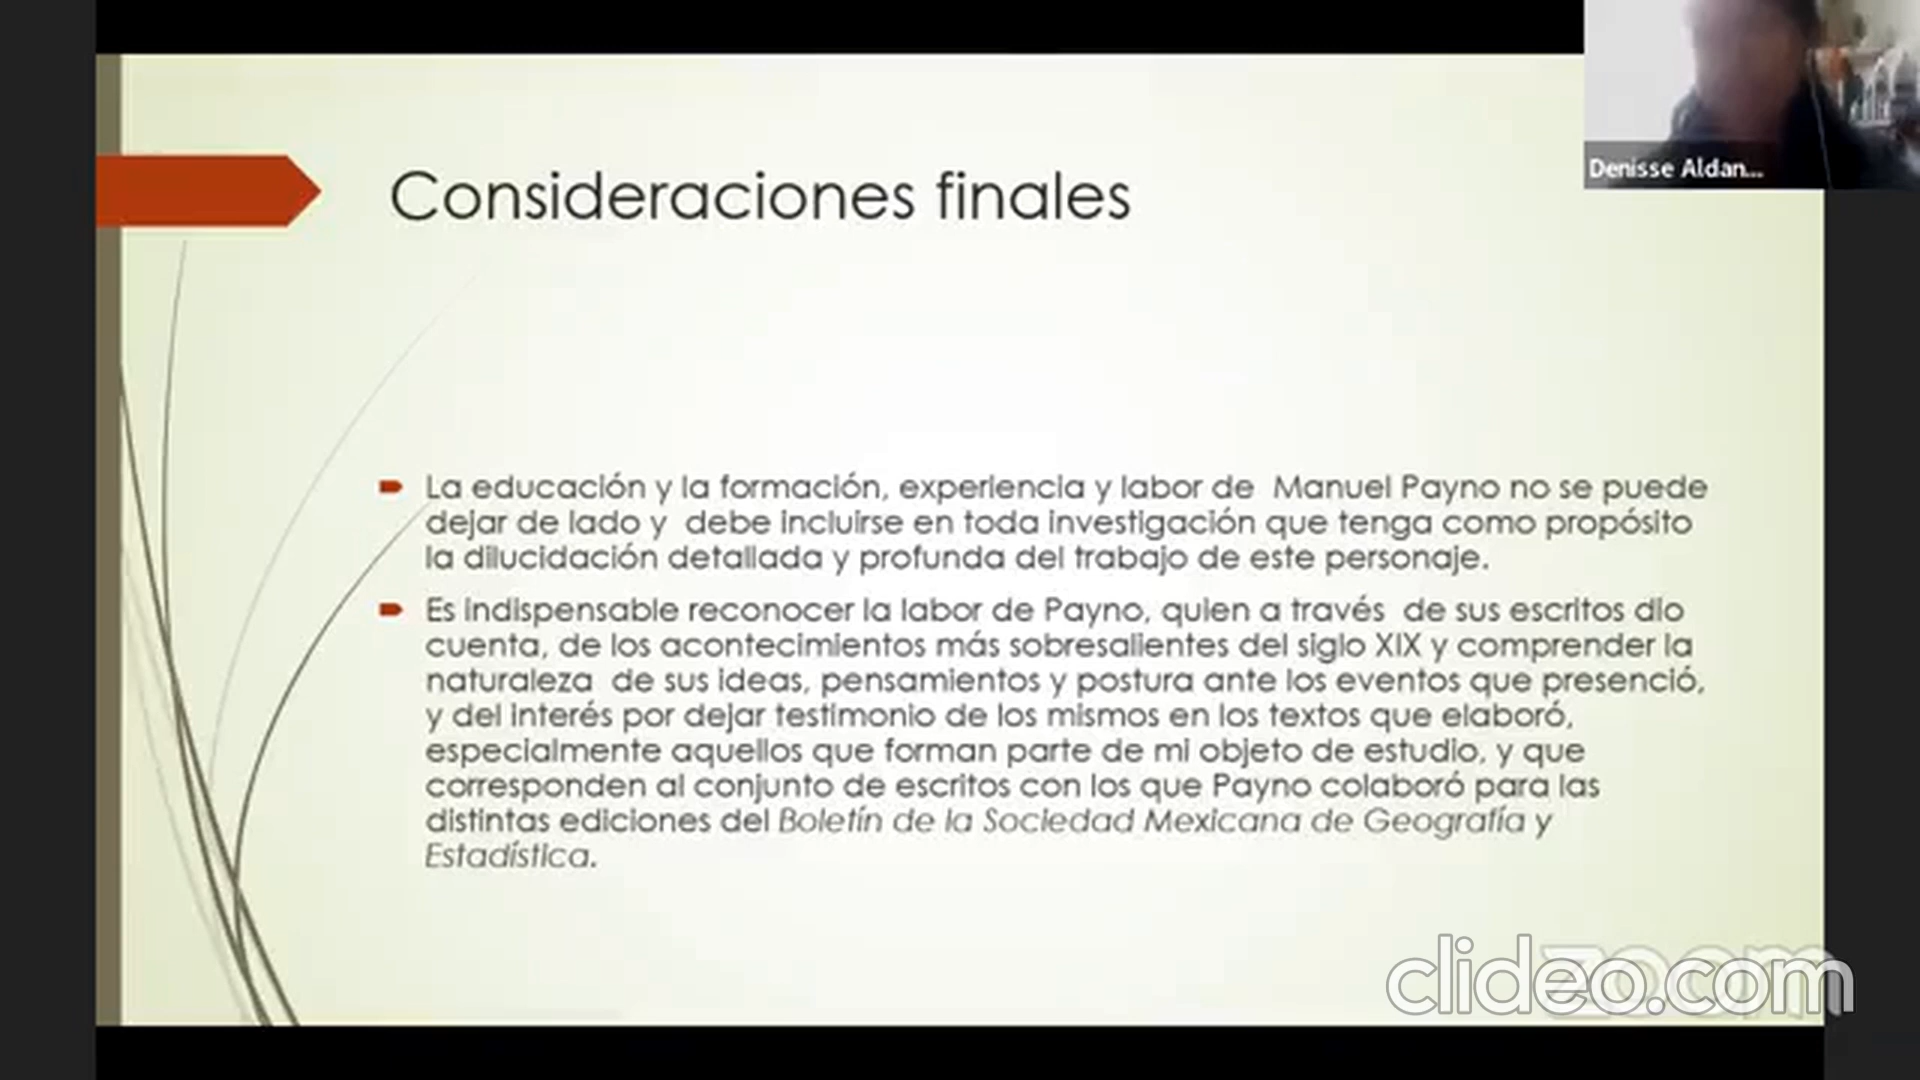 Denisse Aldan...
Consideraciones finales
La educación y la formación, experiencia y labor de Manuel Payno no se puede
dejar de lado y debe incluirse en toda investigación que tenga como propósito
la dilucidación detallada y profunda del trabajo de este personaje.
Es indispensable reconocer la labor de Payno, quien a través de sus escritos dio
cuenta, de los acontecimientos más sobresalientes del siglo XIX y comprender la
naturaleza de sus ideas, pensamientos y postura ante los eventos que presenció,
y del interés por dejar testimonio de los mismos en los textos que elaboró,
especialmente aquellos que forman parte de mi objeto de estudio, y que
corresponden al conjunto de escritos con los que Payno colaboró para las
distintas ediciones del Boletín de la Sociedad Mexicana de Geografía y
Estadística.
zoom
clideo.com